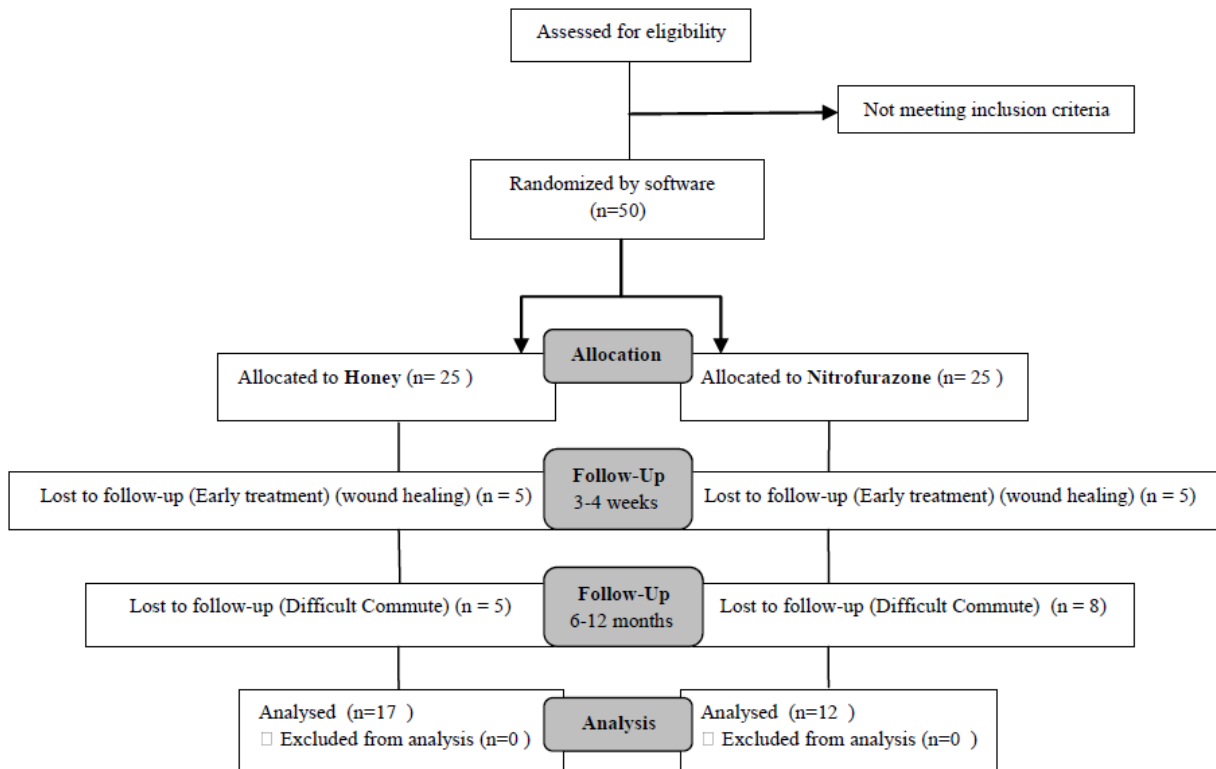 Assessed for eligibility
Not meeting inclusion criteria
Randomized by software
(n=50)
Allocation
Allocated to Honey (n= 25 )
Allocated to Nitrofurazone (n= 25 )
Follow-Up
3-4 weeks
Lost to follow-up (Early treatment) (wound healing) (n = 5)
Lost to follow-up (Early treatment) (wound healing) (n = 5)
Follow-Up
6-12 months
Lost to follow-up (Difficult Commute) (n = 5)
Lost to follow-up (Difficult Commute) (n = 8)
Analysis
Analysed (n=17 )
□ Excluded from analysis (n=0 )
Analysed (n=12 )
□ Excluded from analysis (n=0 )